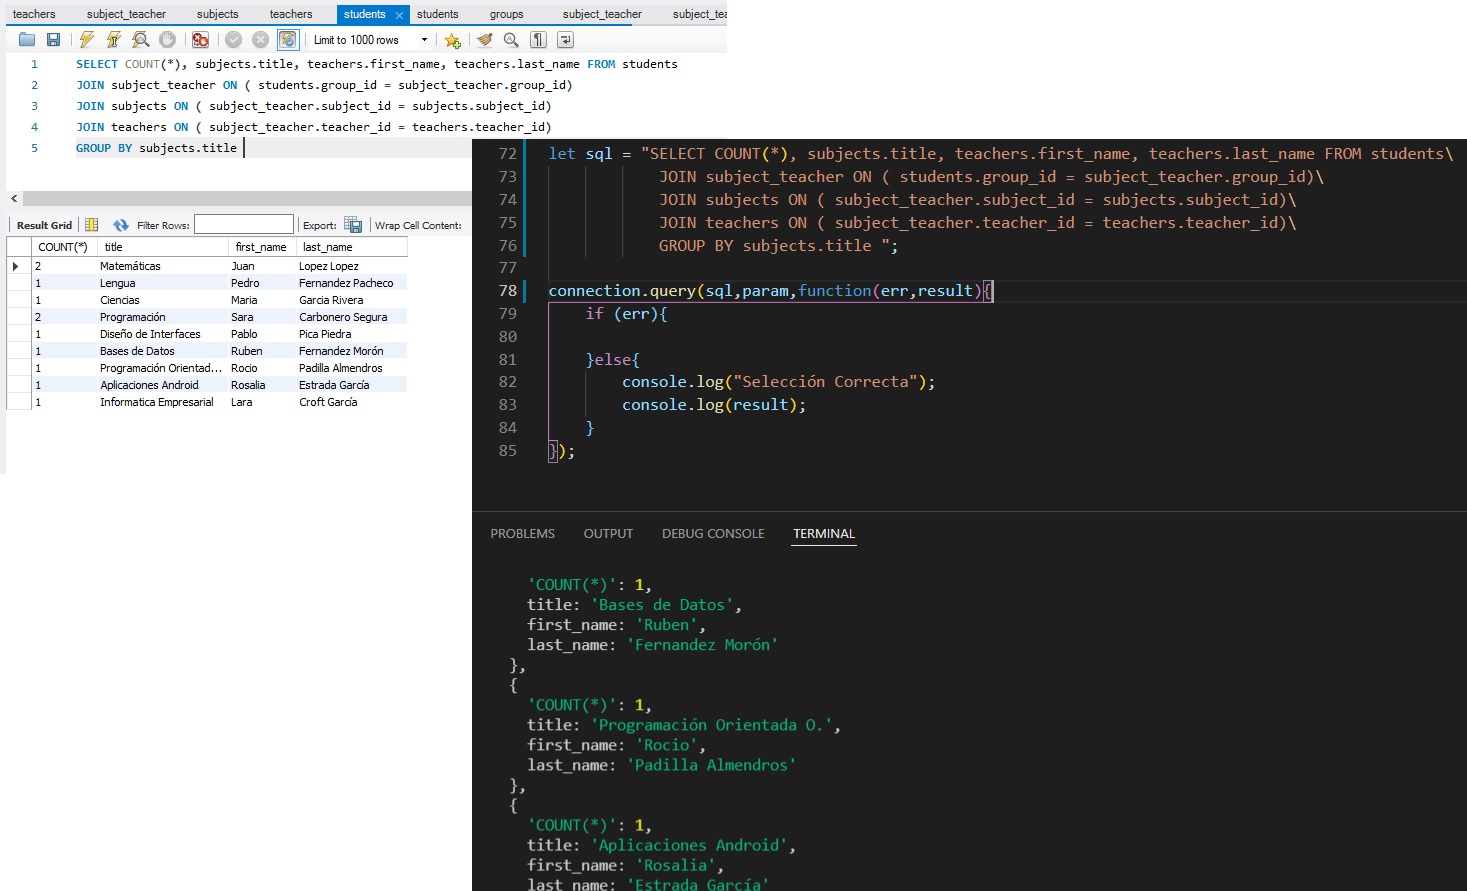 teachers subject_teacher subjects teachers students students groups subject_teacher subject_tea
Limit to 1000 rows
1 SELECT COUNT(*), subjects.title, teachers.first_name, teachers.last_name FROM students
2 JOIN subject_teacher ON ( students.group_id = subject_teacher.group_id)
3 JOIN subjects ON ( subject_teacher.subject_id = subjects.subject_id)
4 JOIN teachers ON ( subject_teacher.teacher_id = teachers.teacher_id)
5 GROUP BY subjects.title
Result Grid Filter Rows: Export: Wrap Cell Content:
COUNT(*) title first_name last_name
2 Matemáticas Juan Lopez Lopez
1 Lengua Pedro Fernandez Pacheco
1 Ciencias Maria Garcia Rivera
2 Programación Sara Carbonero Segura
1 Diseño de Interfaces Pablo Pica Piedra
1 Bases de Datos Ruben Fernandez Morón
1 Programación Orientad... Rocio Padilla Almendros
1 Aplicaciones Android Rosalia Estrada García
1 Informatica Empresarial Lara Croft García
72 let sql = "SELECT COUNT(*), subjects.title, teachers.first_name, teachers.last_name FROM students\
73 JOIN subject_teacher ON ( students.group_id = subject_teacher.group_id)\
74 JOIN subjects ON ( subject_teacher.subject_id = subjects.subject_id)\
75 JOIN teachers ON ( subject_teacher.teacher_id = teachers.teacher_id)\
76 GROUP BY subjects.title ";
77
78 connection.query(sql,param,function(err,result){
79 if (err){
80
81 }else{
82 console.log("Selección Correcta");
83 console.log(result);
84 }
85 });
PROBLEMS OUTPUT DEBUG CONSOLE TERMINAL
'COUNT(*)': 1,
title: 'Bases de Datos',
first_name: 'Ruben',
last_name: 'Fernandez Morón'
},
{
'COUNT(*)': 1,
title: 'Programación Orientada O.',
first_name: 'Rocio',
last_name: 'Padilla Almendros'
},
{
'COUNT(*)': 1,
title: 'Aplicaciones Android',
first_name: 'Rosalia',
last_name: 'Estrada García'